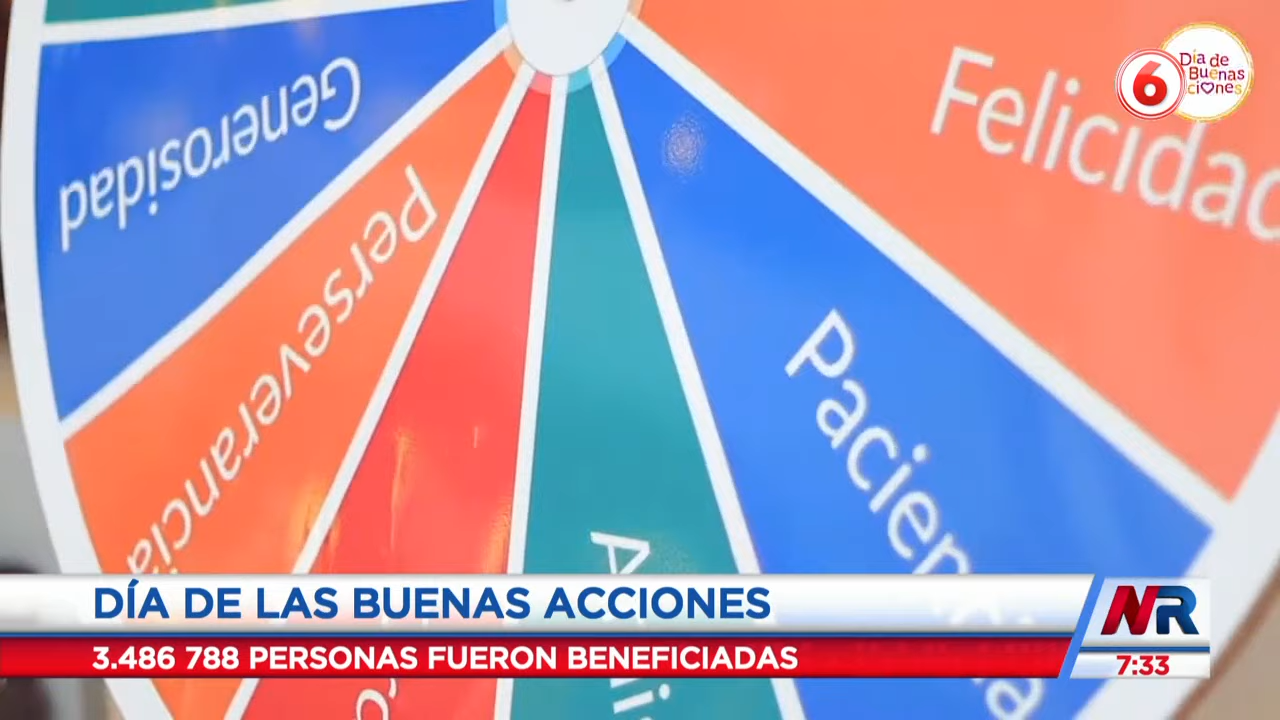 Generosidad
Perseverancia
Felicidad
Paciencia
6
Día de
Buenas
ciones
DÍA DE LAS BUENAS ACCIONES
3.486 788 PERSONAS FUERON BENEFICIADAS
NR
7:33